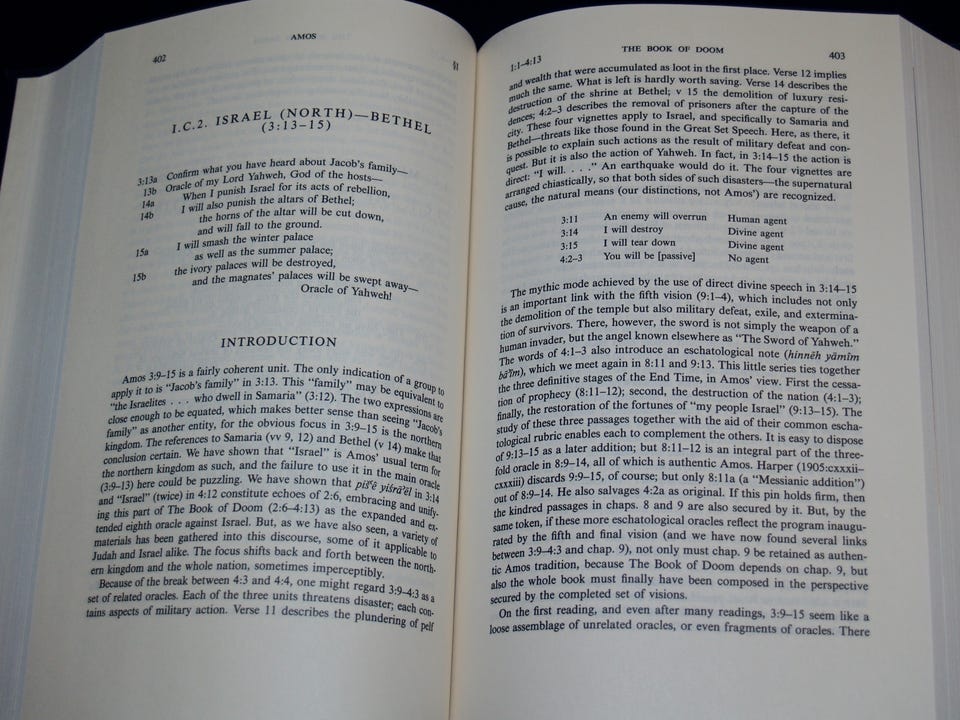 AMOS
402
§1
I.C.2. ISRAEL (NORTH)—BETHEL
(3:13–15)
3:13a Confirm what you have heard about Jacob's family—
13b Oracle of my Lord Yahweh, God of the hosts—
14a When I punish Israel for its acts of rebellion,
14b I will also punish the altars of Bethel;
the horns of the altar will be cut down,
and will fall to the ground.
15a I will smash the winter palace
as well as the summer palace;
15b the ivory palaces will be destroyed,
and the magnates' palaces will be swept away—
Oracle of Yahweh!
INTRODUCTION
Amos 3:9–15 is a fairly coherent unit. The only indication of a group to
apply it to is "Jacob's family" in 3:13. This "family" may be equivalent to
"the Israelites . . . who dwell in Samaria" (3:12). The two expressions are
close enough to be equated, which makes better sense than seeing "Jacob's
family" as another entity, for the obvious focus in 3:9–15 is the northern
kingdom. The references to Samaria (vv 9, 12) and Bethel (v 14) make that
conclusion certain. We have shown that "Israel" is Amos' usual term for
the northern kingdom as such, and the failure to use it in the main oracle
(3:9–13) here could be puzzling. We have shown that pišʿê yiśrāʾēl in 3:14
and "Israel" (twice) in 4:12 constitute echoes of 2:6, embracing and unify-
ing this part of The Book of Doom (2:6–4:13) as the expanded and ex-
tended eighth oracle against Israel. But, as we have also seen, a variety of
materials has been gathered into this discourse, some of it applicable to
Judah and Israel alike. The focus shifts back and forth between the north-
ern kingdom and the whole nation, sometimes imperceptibly.
Because of the break between 4:3 and 4:4, one might regard 3:9–4:3 as a
set of related oracles. Each of the three units threatens disaster; each con-
tains aspects of military action. Verse 11 describes the plundering of pelf
1:1–4:13
THE BOOK OF DOOM
403
and wealth that were accumulated as loot in the first place. Verse 12 implies
much the same. What is left is hardly worth saving. Verse 14 describes the
destruction of the shrine at Bethel; v 15 the demolition of luxury resi-
dences; 4:2–3 describes the removal of prisoners after the capture of the
city. These four vignettes apply to Israel, and specifically to Samaria and
Bethel—threats like those found in the Great Set Speech. Here, as there, it
is possible to explain such actions as the result of military defeat and con-
quest. But it is also the action of Yahweh. In fact, in 3:14–15 the action is
direct: "I will. . . ." An earthquake would do it. The four vignettes are
arranged chiastically, so that both sides of such disasters—the supernatural
cause, the natural means (our distinctions, not Amos') are recognized.
3:11 An enemy will overrun Human agent
3:14 I will destroy Divine agent
3:15 I will tear down Divine agent
4:2–3 You will be [passive] No agent
The mythic mode achieved by the use of direct divine speech in 3:14–15
is an important link with the fifth vision (9:1–4), which includes not only
the demolition of the temple but also military defeat, exile, and extermina-
tion of survivors. There, however, the sword is not simply the weapon of a
human invader, but the angel known elsewhere as "The Sword of Yahweh."
The words of 4:1–3 also introduce an eschatological note (hinnēh yāmîm
bāʾîm), which we meet again in 8:11 and 9:13. This little series ties together
the three definitive stages of the End Time, in Amos' view. First the cessa-
tion of prophecy (8:11–12); second, the destruction of the nation (4:1–3);
finally, the restoration of the fortunes of "my people Israel" (9:13–15). The
study of these three passages together with the aid of their common escha-
tological rubric enables each to complement the others. It is easy to dispose
of 9:13–15 as a later addition; but 8:11–12 is an integral part of the three-
fold oracle in 8:9–14, all of which is authentic Amos. Harper (1905:cxxxii–
cxxxiii) discards 9:9–15, of course; but only 8:11a (a "Messianic addition")
out of 8:9–14. He also salvages 4:2a as original. If this pin holds firm, then
the kindred passages in chaps. 8 and 9 are also secured by it. But, by the
same token, if these more eschatological oracles reflect the program inaugu-
rated by the fifth and final vision (and we have now found several links
between 3:9–4:3 and chap. 9), not only must chap. 9 be retained as authen-
tic Amos tradition, because The Book of Doom depends on chap. 9, but
also the whole book must finally have been composed in the perspective
secured by the completed set of visions.
On the first reading, and even after many readings, 3:9–15 seem like a
loose assemblage of unrelated oracles, or even fragments of oracles. There